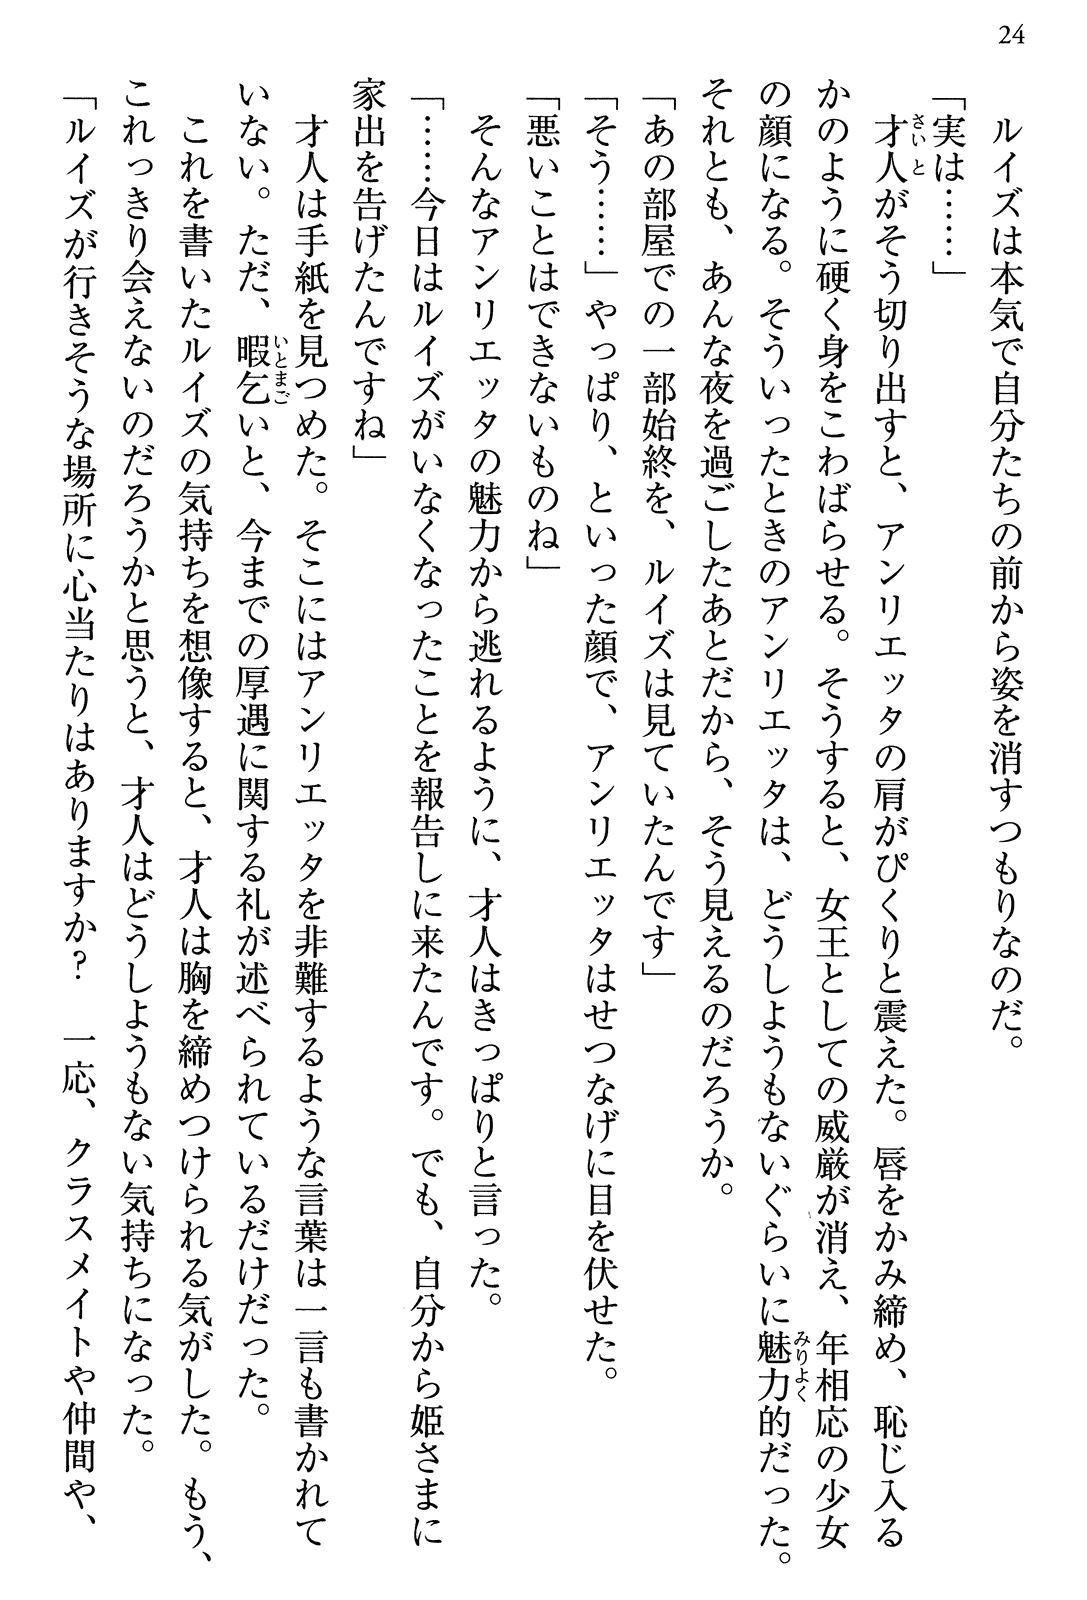 24
ルイズは本気で自分たちの前から姿を消すつもりなのだ。
「実は……」
才人がそう切り出すと、アンリエッタの肩がぴくりと震えた。唇をかみ締め、恥じ入る
かのように硬く身をこわばらせる。そうすると、女王としての威厳が消え、年相応の少女
の顔になる。そういったときのアンリエッタは、どうしようもないぐらいに魅力的だった。
それとも、あんな夜を過ごしたあとだから、そう見えるのだろうか。
「あの部屋での一部始終を、ルイズは見ていたんです」
「そう……」やっぱり、といった顔で、アンリエッタはせつなげに目を伏せた。
「悪いことはできないものね」
そんなアンリエッタの魅力から逃れるように、才人はきっぱりと言った。
「……今日はルイズがいなくなったことを報告しに来たんです。でも、自分から姫さまに
家出を告げたんですね」
才人は手紙を見つめた。そこにはアンリエッタを非難するような言葉は一言も書かれて
いない。ただ、暇乞いと、今までの厚遇に関する礼が述べられているだけだった。
これを書いたルイズの気持ちを想像すると、才人は胸を締めつけられる気がした。もう、
これっきり会えないのだろうかと思うと、才人はどうしようもない気持ちになった。
「ルイズが行きそうな場所に心当たりはありますか?　一応、クラスメイトや仲間や、